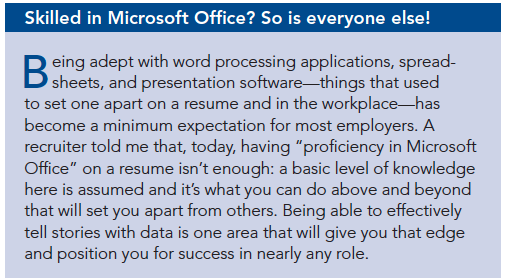 Skilled in Microsoft Office? So is everyone else!
Being adept with word processing applications, spread-
sheets, and presentation software—things that used
to set one apart on a resume and in the workplace—has
become a minimum expectation for most employers. A
recruiter told me that, today, having “proficiency in Microsoft
Office” on a resume isn’t enough: a basic level of knowledge
here is assumed and it’s what you can do above and beyond
that will set you apart from others. Being able to effectively
tell stories with data is one area that will give you that edge
and position you for success in nearly any role.